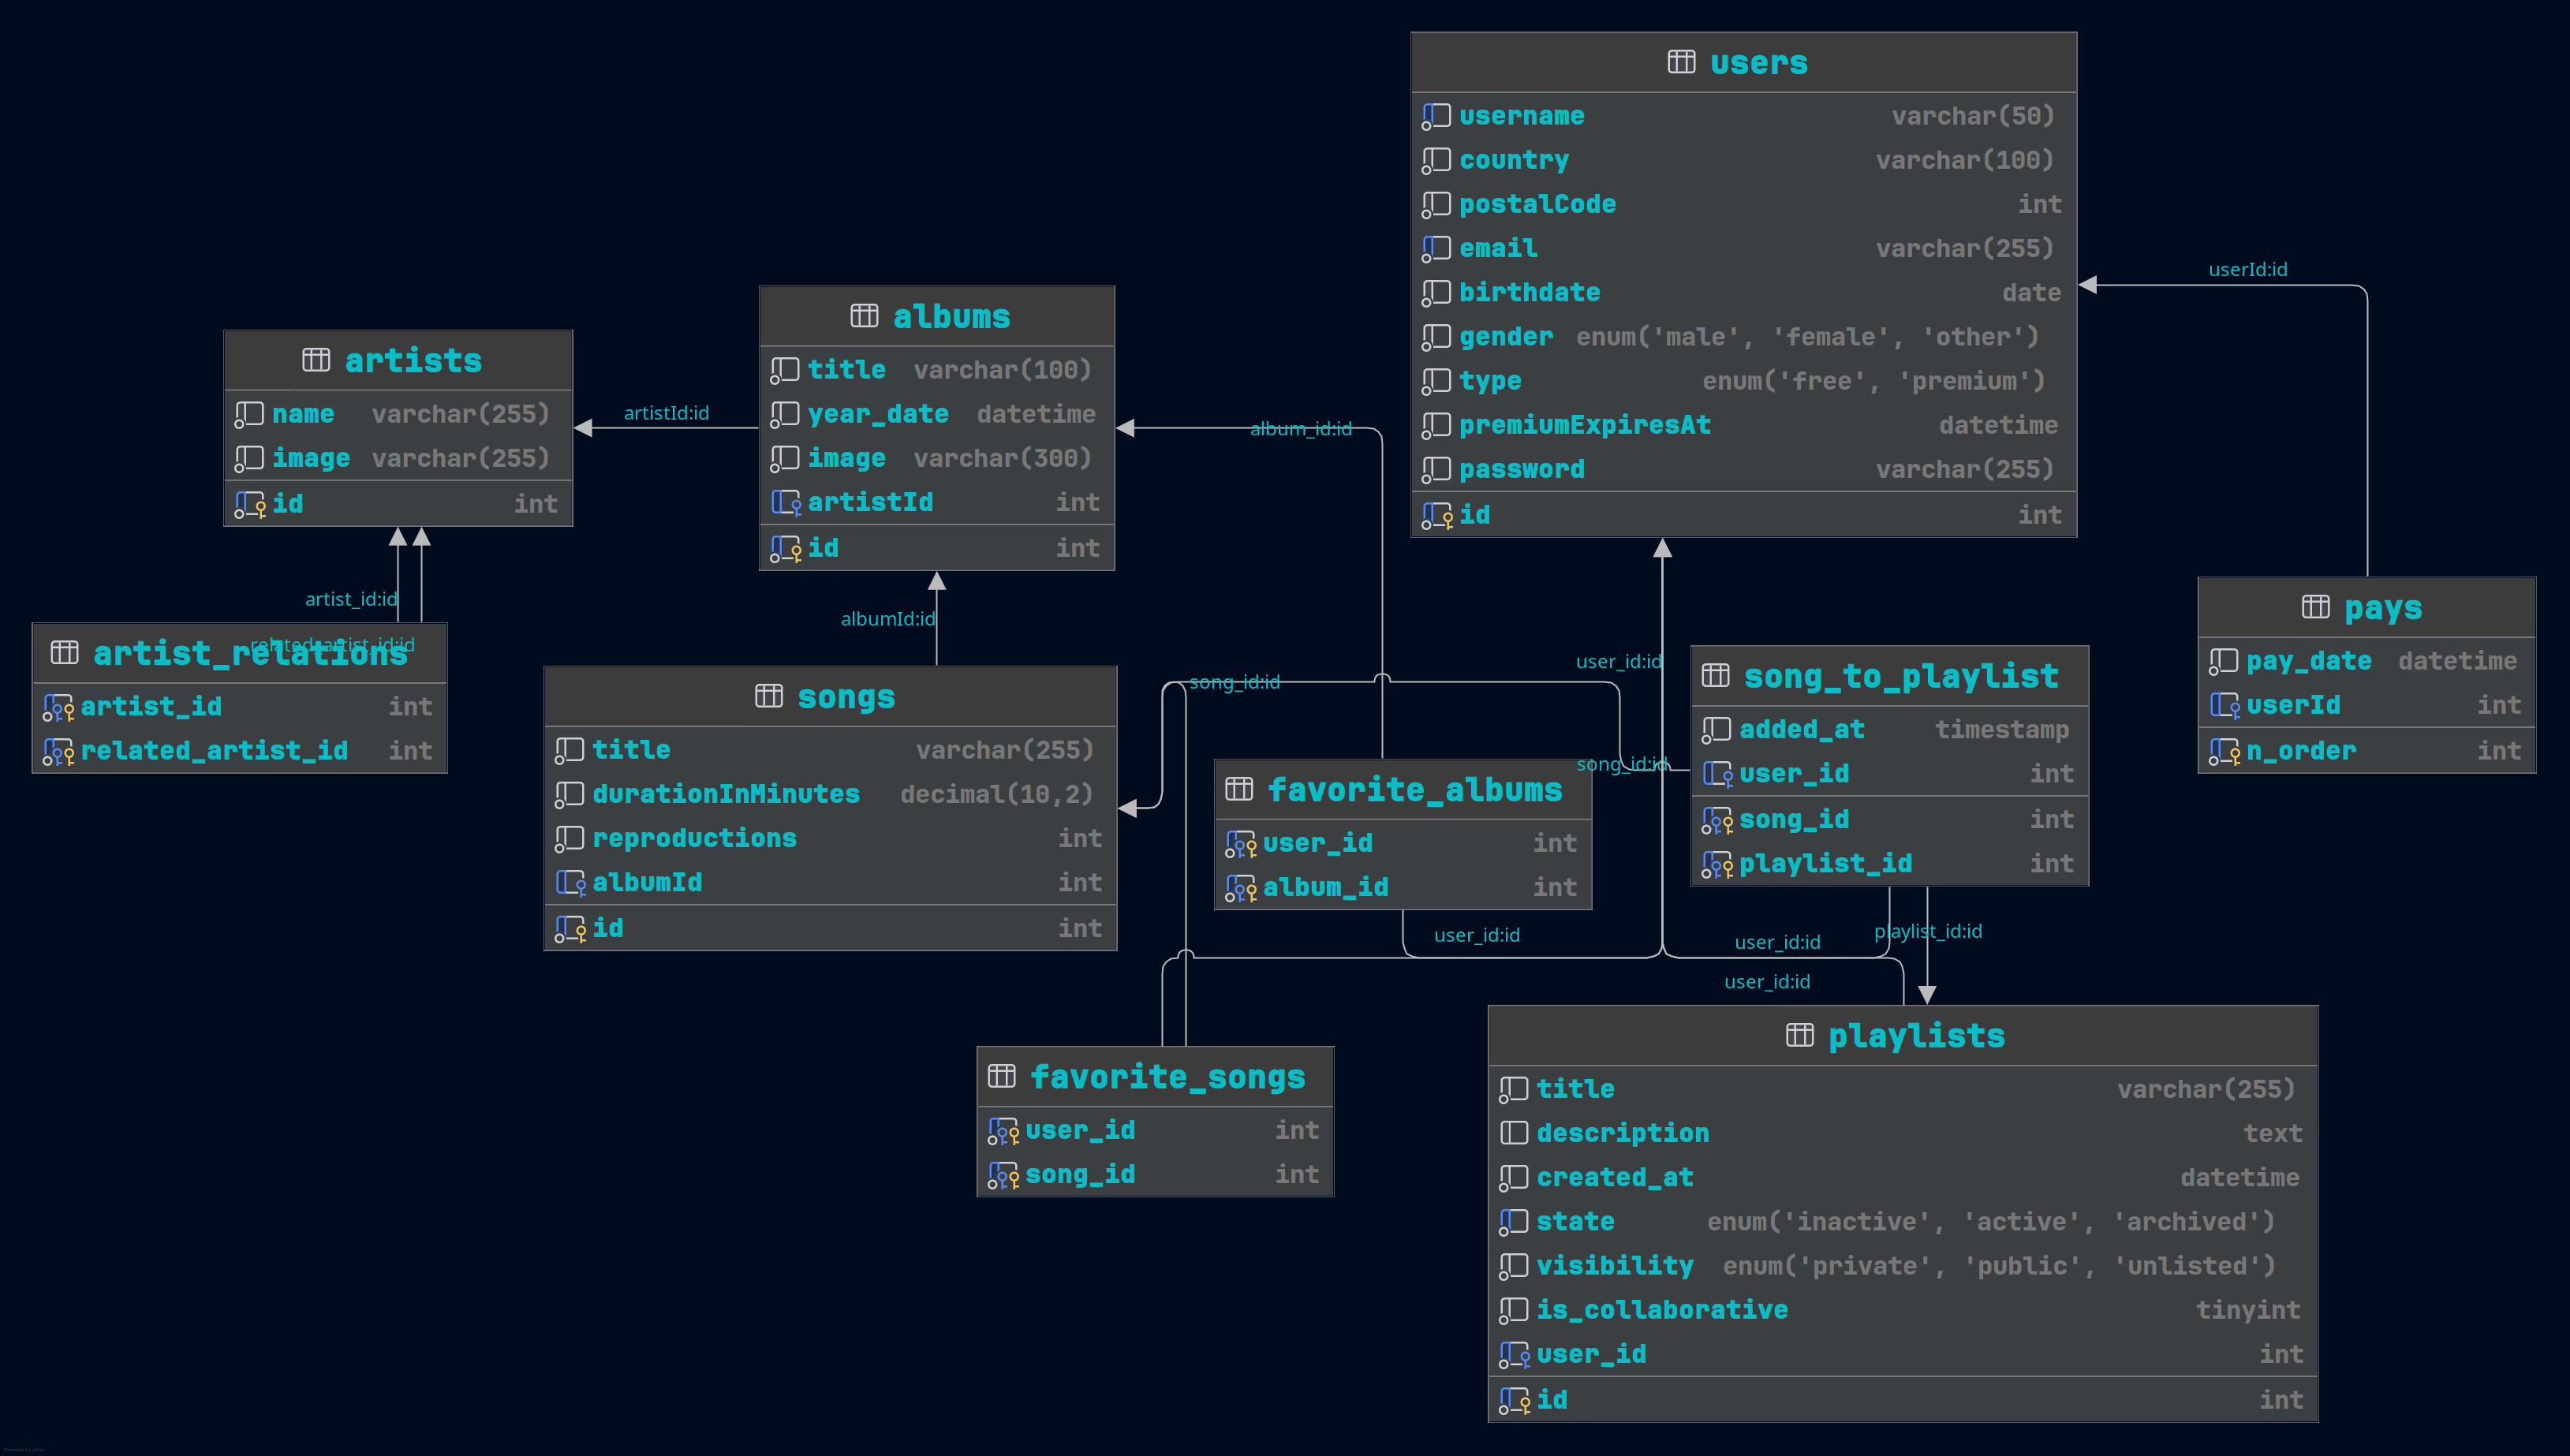 users
username varchar(50)
country varchar(100)
postalCode int
email varchar(255)
birthdate date
gender enum('male', 'female', 'other')
type enum('free', 'premium')
premiumExpiresAt datetime
password varchar(255)
id int
userId:id
albums
title varchar(100)
year_date datetime
image varchar(300)
artistId int
id int
artists
name varchar(255)
image varchar(255)
id int
artistId:id
album_id:id
artist_id:id
related_artist_id:id
artist_relations
artist_id int
related_artist_id int
albumId:id
songs
title varchar(255)
durationInMinutes decimal(10,2)
reproductions int
albumId int
id int
song_id:id
user_id:id
song_id:id
favorite_albums
user_id int
album_id int
song_to_playlist
added_at timestamp
user_id int
song_id int
playlist_id int
pays
pay_date datetime
userId int
n_order int
user_id:id
user_id:id
playlist_id:id
user_id:id
favorite_songs
user_id int
song_id int
playlists
title varchar(255)
description text
created_at datetime
state enum('inactive', 'active', 'archived')
visibility enum('private', 'public', 'unlisted')
is_collaborative tinyint
user_id int
id int